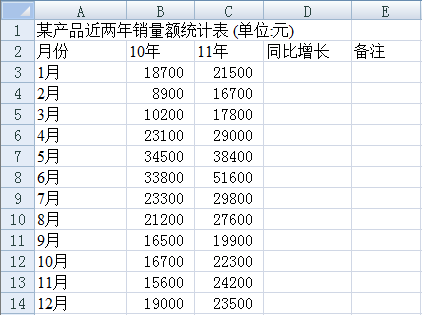 A B C D E
1 某产品近两年销量额统计表 (单位:元)
2 月份 10年 11年 同比增长 备注
3 1月 18700 21500
4 2月 8900 16700
5 3月 10200 17800
6 4月 23100 29000
7 5月 34500 38400
8 6月 33800 51600
9 7月 23300 29800
10 8月 21200 27600
11 9月 16500 19900
12 10月 16700 22300
13 11月 15600 24200
14 12月 19000 23500